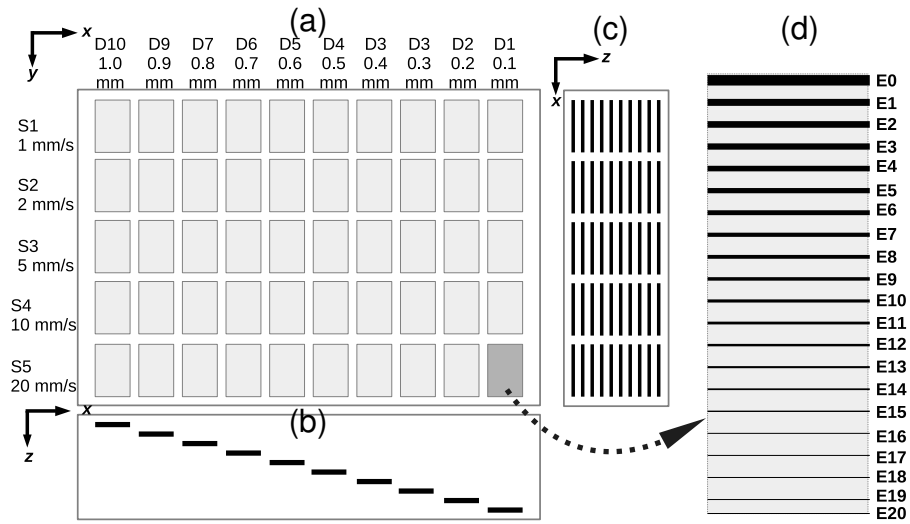 (a)
x
y
D10 D9 D7 D6 D5 D4 D3 D3 D2 D1
1.0 0.9 0.8 0.7 0.6 0.5 0.4 0.3 0.2 0.1
mm mm mm mm mm mm mm mm mm mm
S1
1 mm/s
S2
2 mm/s
S3
5 mm/s
S4
10 mm/s
S5
20 mm/s
(b)
x
z
(c)
z
x
(d)
E0
E1
E2
E3
E4
E5
E6
E7
E8
E9
E10
E11
E12
E13
E14
E15
E16
E17
E18
E19
E20